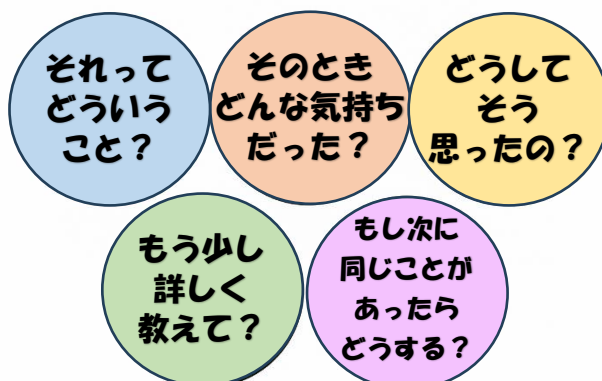 それって
どういう
こと？
そのとき
どんな気持ち
だった？
どうして
そう
思ったの？
もう少し
詳しく
教えて？
もし次に
同じことが
あったら
どうする？